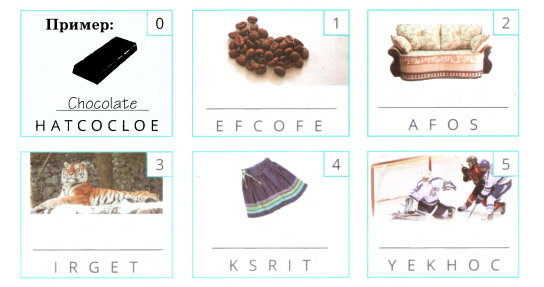 Пример:
0
Chocolate
HATCOCLOE
1
EFCOFE
2
AFOS
3
IRGET
4
KSRIT
5
YEKHOC